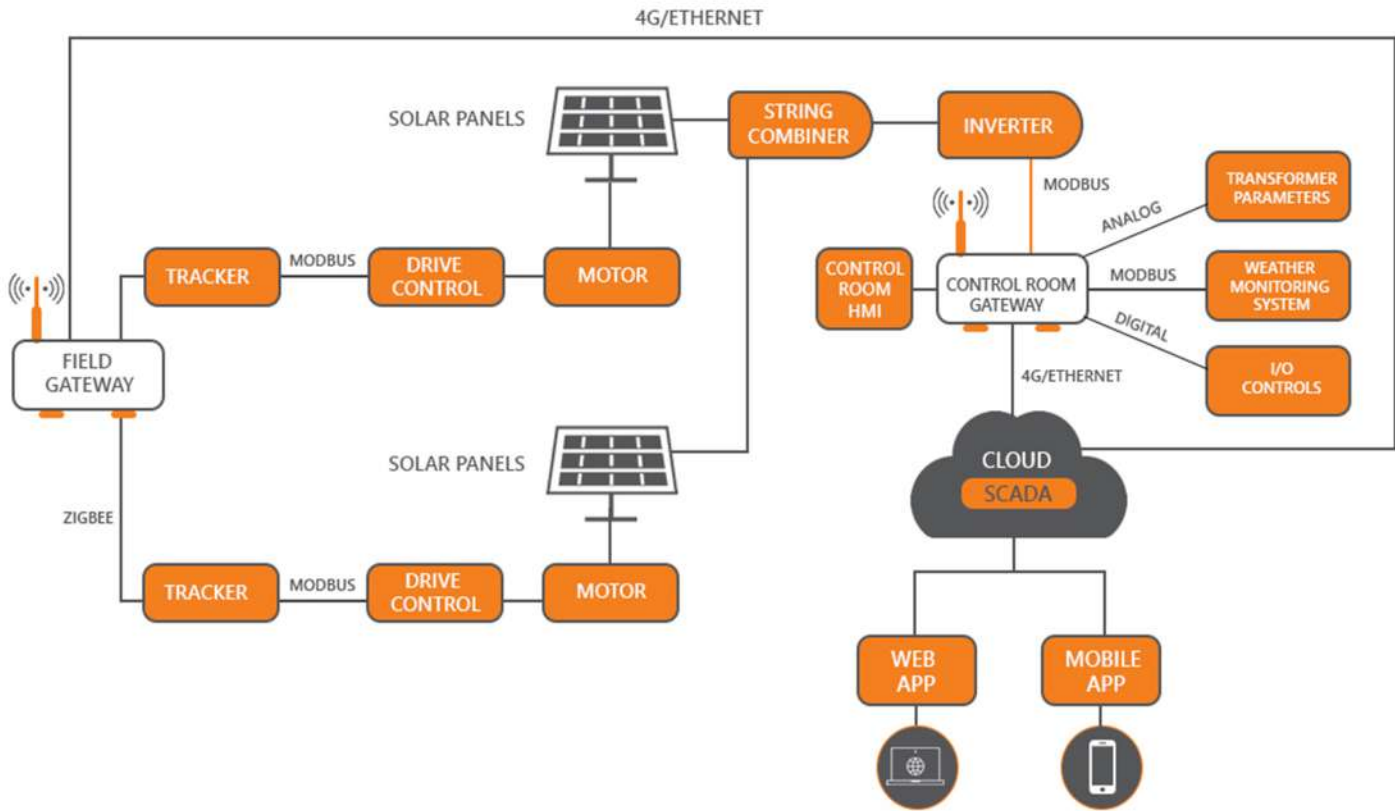 4G/ETHERNET
SOLAR PANELS
STRING
COMBINER
INVERTER
MODBUS
ANALOG
TRANSFORMER
PARAMETERS
TRACKER
MODBUS
DRIVE
CONTROL
MOTOR
CONTROL
ROOM
HMI
CONTROL ROOM
GATEWAY
MODBUS
WEATHER
MONITORING
SYSTEM
DIGITAL
I/O
CONTROLS
FIELD
GATEWAY
4G/ETHERNET
SOLAR PANELS
CLOUD
SCADA
ZIGBEE
TRACKER
MODBUS
DRIVE
CONTROL
MOTOR
WEB
APP
MOBILE
APP